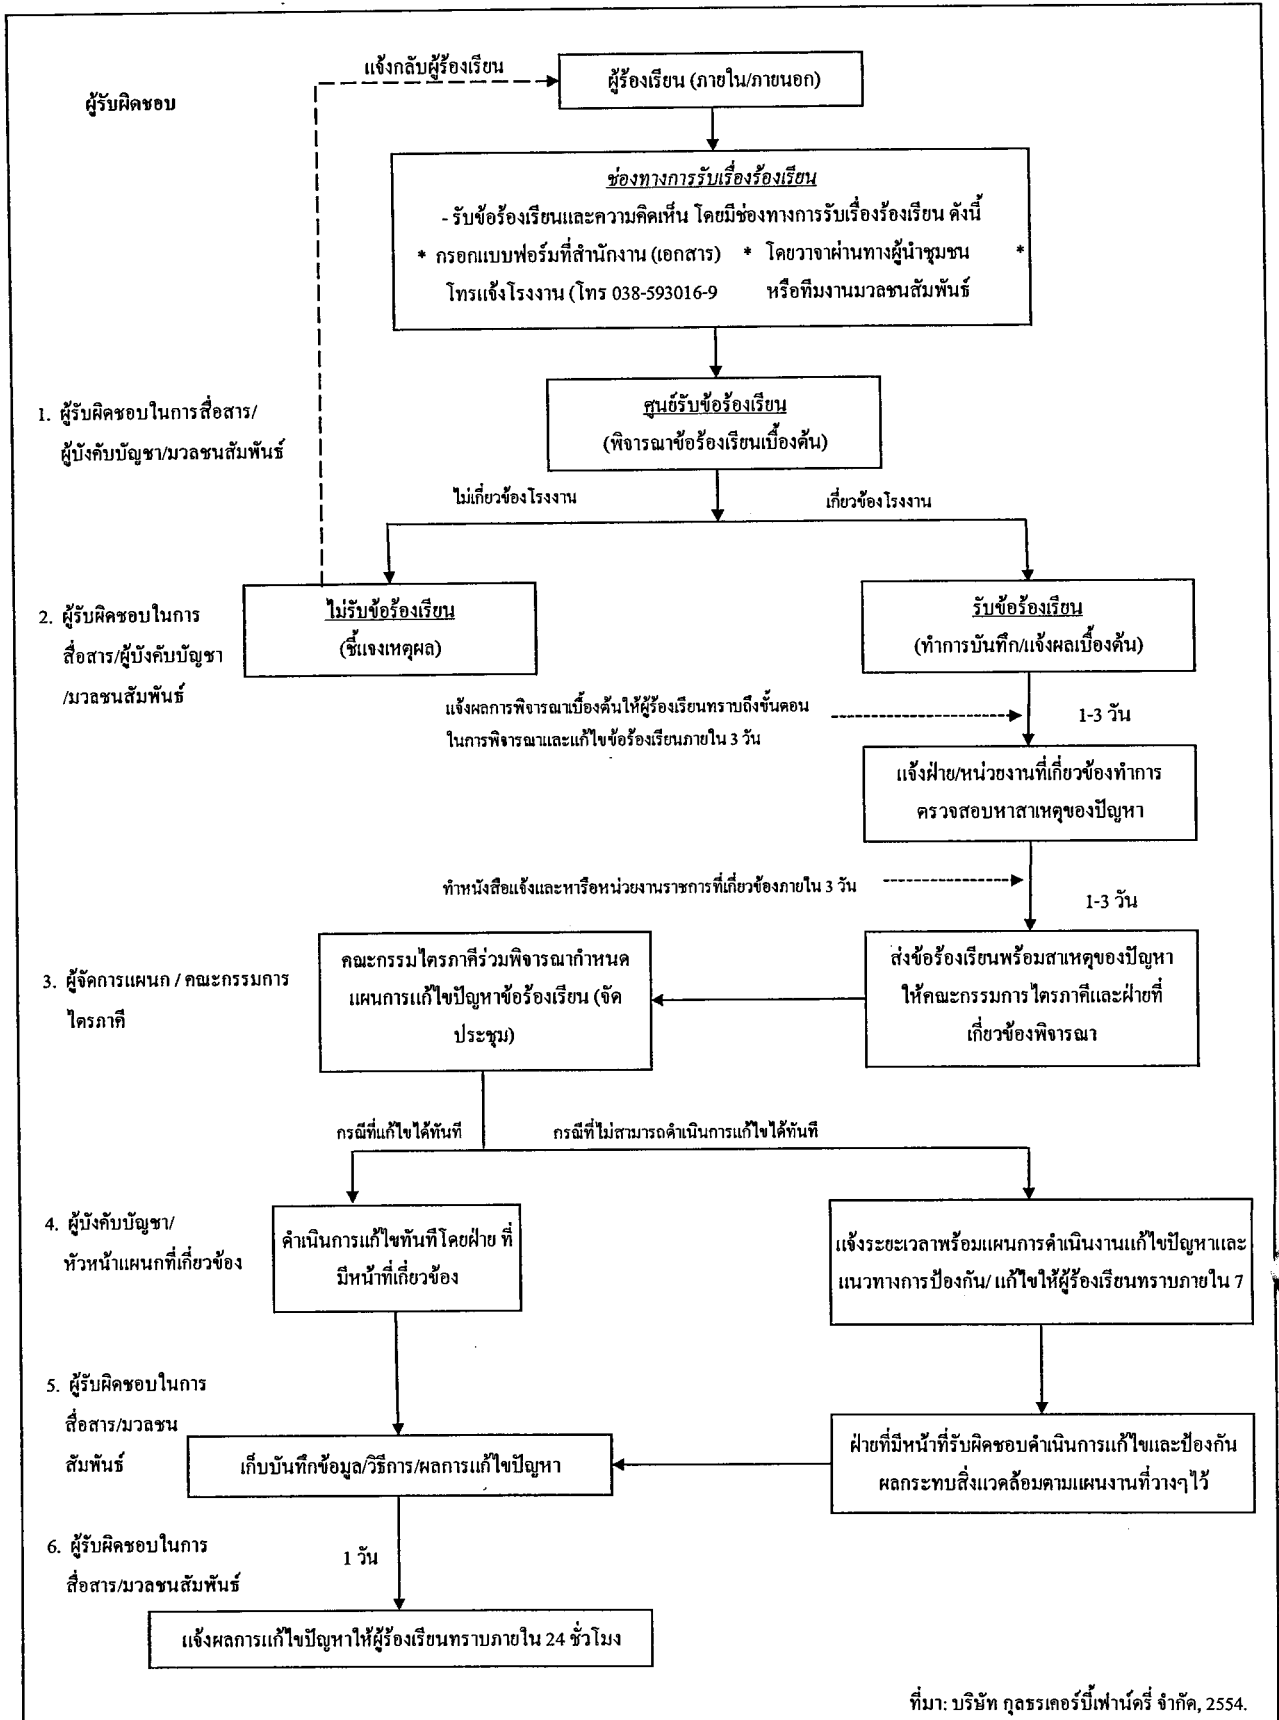 แจ้งกลับผู้ร้องเรียน
ผู้ร้องเรียน (ภายใน/ภายนอก)
ผู้รับผิดชอบ
ช่องทางการรับเรื่องร้องเรียน
- รับข้อร้องเรียนและความคิดเห็น โดยมีช่องทางการรับเรื่องร้องเรียน ดังนี้
* กรอกแบบฟอร์มที่สำนักงาน (เอกสาร) * โดยวาจาผ่านทางผู้นำชุมชน *
โทรแจ้งโรงงาน (โทร 038-593016-9 หรือทีมงานมวลชนสัมพันธ์
1. ผู้รับผิดชอบในการสื่อสาร/
ผู้บังคับบัญชา/มวลชนสัมพันธ์
ศูนย์รับข้อร้องเรียน
(พิจารณาข้อร้องเรียนเบื้องต้น)
ไม่เกี่ยวข้องโรงงาน
เกี่ยวข้องโรงงาน
2. ผู้รับผิดชอบในการ
สื่อสาร/ผู้บังคับบัญชา
/มวลชนสัมพันธ์
ไม่รับข้อร้องเรียน
(ชี้แจงเหตุผล)
รับข้อร้องเรียน
(ทำการบันทึก/แจ้งผลเบื้องต้น)
แจ้งผลการพิจารณาเบื้องต้นให้ผู้ร้องเรียนทราบถึงขั้นตอน
ในการพิจารณาและแก้ไขข้อร้องเรียนภายใน 3 วัน
1-3 วัน
แจ้งฝ่าย/หน่วยงานที่เกี่ยวข้องทำการ
ตรวจสอบหาสาเหตุของปัญหา
ทำหนังสือแจ้งและหารือหน่วยงานราชการที่เกี่ยวข้องภายใน 3 วัน
1-3 วัน
3. ผู้จัดการแผนก / คณะกรรมการ
ไตรภาคี
คณะกรรมไตรภาคีร่วมพิจารณากำหนด
แผนการแก้ไขปัญหาข้อร้องเรียน (จัด
ประชุม)
ส่งข้อร้องเรียนพร้อมสาเหตุของปัญหา
ให้คณะกรรมการไตรภาคีและฝ่ายที่
เกี่ยวข้องพิจารณา
กรณีที่แก้ไขได้ทันที
กรณีที่ไม่สามารถดำเนินการแก้ไขได้ทันที
4. ผู้บังคับบัญชา/
หัวหน้าแผนกที่เกี่ยวข้อง
ดำเนินการแก้ไขทันทีโดยฝ่าย ที่
มีหน้าที่เกี่ยวข้อง
แจ้งระยะเวลาพร้อมแผนการดำเนินงานแก้ไขปัญหาและ
แนวทางการป้องกัน/ แก้ไขให้ผู้ร้องเรียนทราบภายใน 7
5. ผู้รับผิดชอบในการ
สื่อสาร/มวลชน
สัมพันธ์
เก็บบันทึกข้อมูล/วิธีการ/ผลการแก้ไขปัญหา
ฝ่ายที่มีหน้าที่รับผิดชอบดำเนินการแก้ไขและป้องกัน
ผลกระทบสิ่งแวดล้อมตามแผนงานที่วางๆไว้
6. ผู้รับผิดชอบในการ
สื่อสาร/มวลชนสัมพันธ์
1 วัน
แจ้งผลการแก้ไขปัญหาให้ผู้ร้องเรียนทราบภายใน 24 ชั่วโมง
ที่มา: บริษัท กุลธรเคอร์บี้เฟาน์ดรี่ จำกัด, 2554.